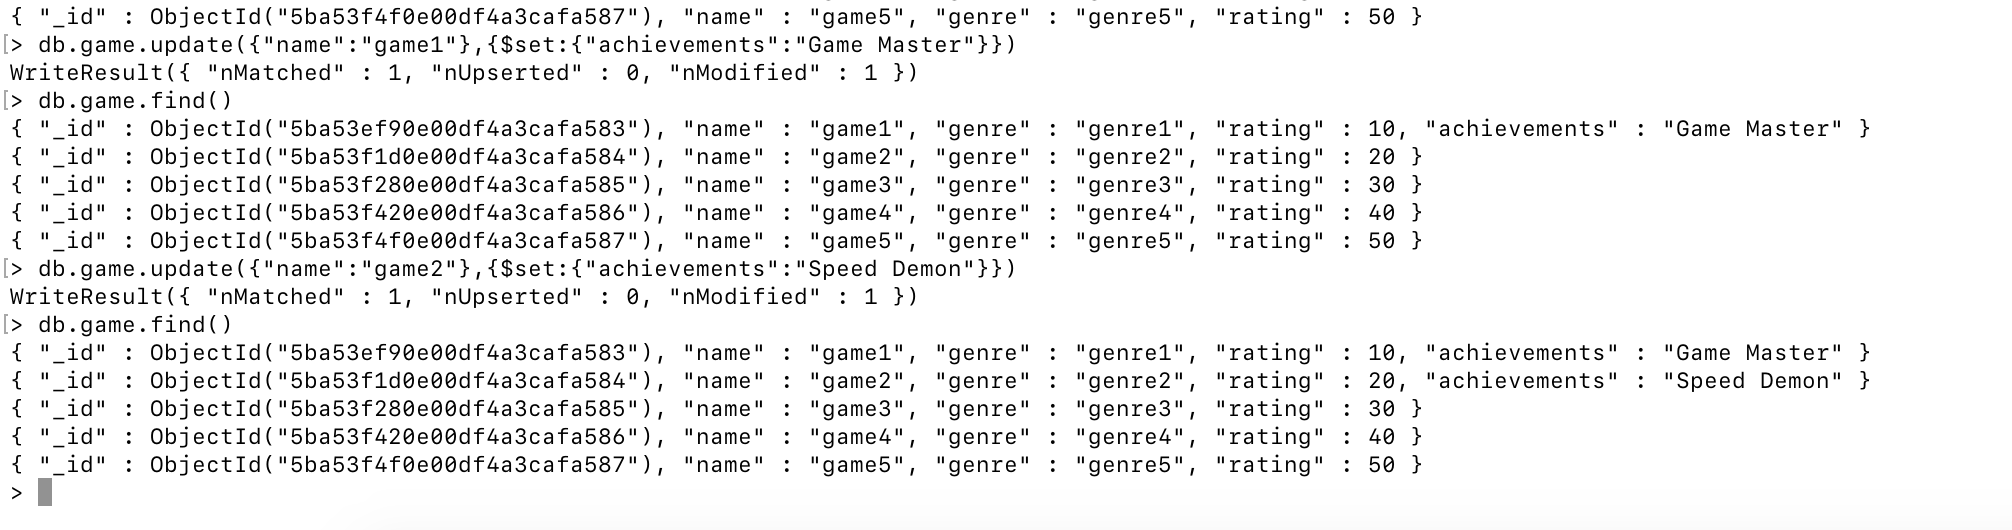 { "_id" : ObjectId("5ba53f4f0e00df4a3cafa587"), "name" : "game5", "genre" : "genre5", "rating" : 50 }
[> db.game.update({"name":"game1"},{$set:{"achievements":"Game Master"}})
WriteResult({ "nMatched" : 1, "nUpserted" : 0, "nModified" : 1 })
[> db.game.find()
{ "_id" : ObjectId("5ba53ef90e00df4a3cafa583"), "name" : "game1", "genre" : "genre1", "rating" : 10, "achievements" : "Game Master" }
{ "_id" : ObjectId("5ba53f1d0e00df4a3cafa584"), "name" : "game2", "genre" : "genre2", "rating" : 20 }
{ "_id" : ObjectId("5ba53f280e00df4a3cafa585"), "name" : "game3", "genre" : "genre3", "rating" : 30 }
{ "_id" : ObjectId("5ba53f420e00df4a3cafa586"), "name" : "game4", "genre" : "genre4", "rating" : 40 }
{ "_id" : ObjectId("5ba53f4f0e00df4a3cafa587"), "name" : "game5", "genre" : "genre5", "rating" : 50 }
[> db.game.update({"name":"game2"},{$set:{"achievements":"Speed Demon"}})
WriteResult({ "nMatched" : 1, "nUpserted" : 0, "nModified" : 1 })
[> db.game.find()
{ "_id" : ObjectId("5ba53ef90e00df4a3cafa583"), "name" : "game1", "genre" : "genre1", "rating" : 10, "achievements" : "Game Master" }
{ "_id" : ObjectId("5ba53f1d0e00df4a3cafa584"), "name" : "game2", "genre" : "genre2", "rating" : 20, "achievements" : "Speed Demon" }
{ "_id" : ObjectId("5ba53f280e00df4a3cafa585"), "name" : "game3", "genre" : "genre3", "rating" : 30 }
{ "_id" : ObjectId("5ba53f420e00df4a3cafa586"), "name" : "game4", "genre" : "genre4", "rating" : 40 }
{ "_id" : ObjectId("5ba53f4f0e00df4a3cafa587"), "name" : "game5", "genre" : "genre5", "rating" : 50 }
>